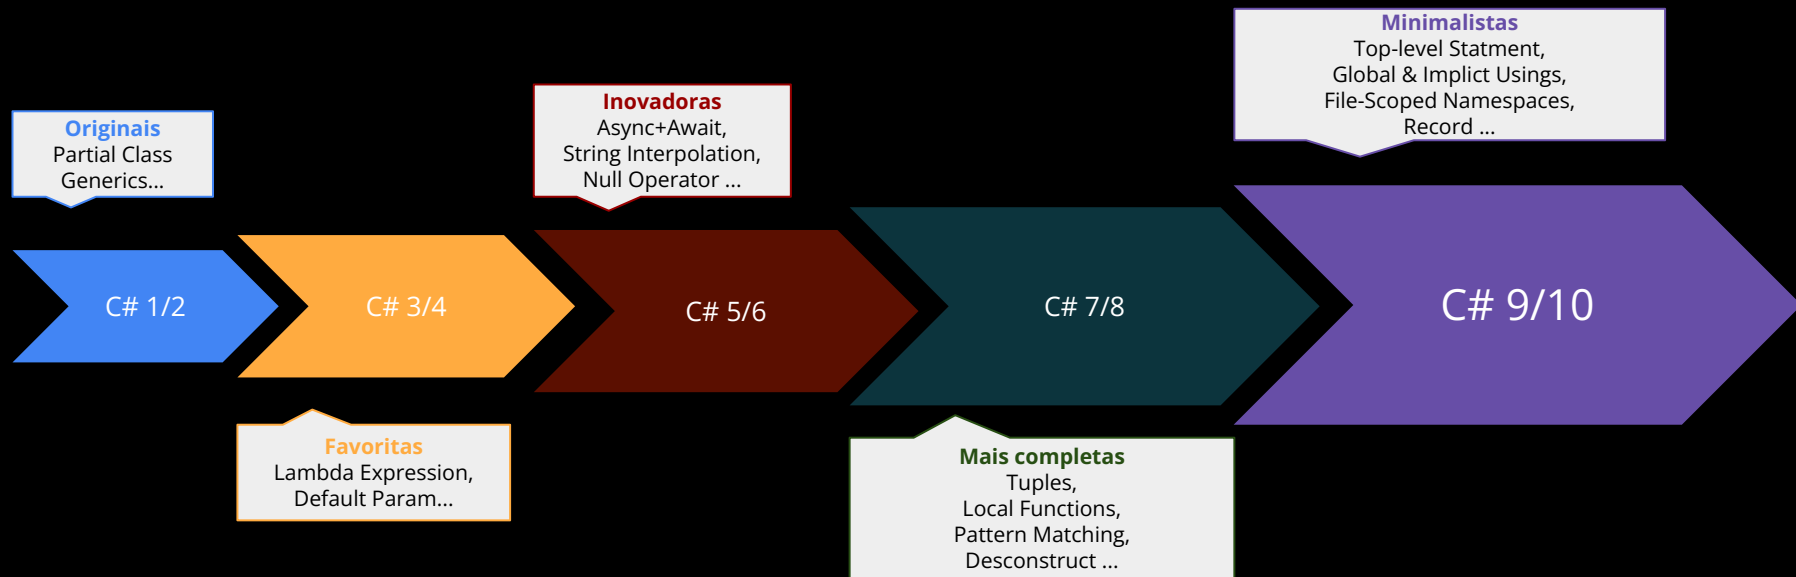 Originais
Partial Class
Generics...
C# 1/2
C# 3/4
Favoritas
Lambda Expression,
Default Param...
Inovadoras
Async+Await,
String Interpolation,
Null Operator ...
C# 5/6
C# 7/8
Mais completas
Tuples,
Local Functions,
Pattern Matching,
Desconstruct ...
Minimalistas
Top-level Statment,
Global & Implict Usings,
File-Scoped Namespaces,
Record ...
C# 9/10